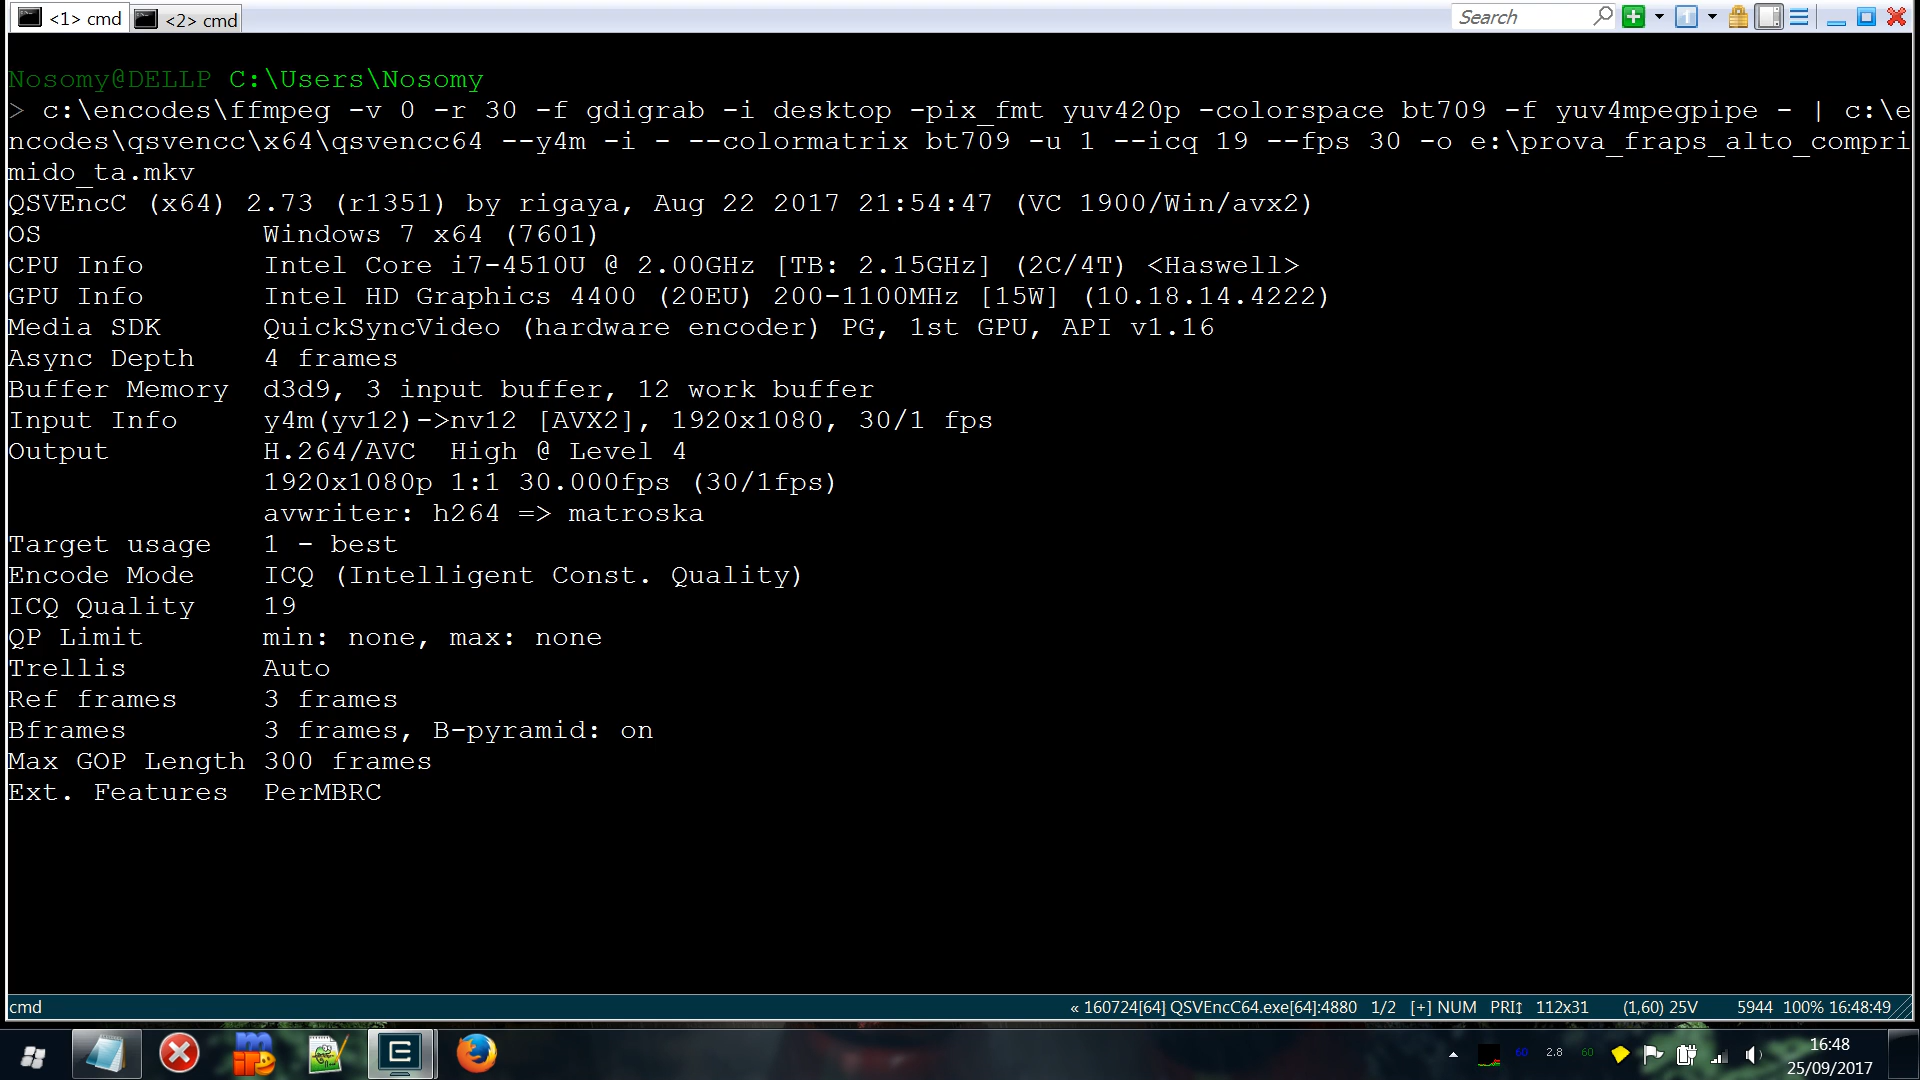 <1> cmd
<2> cmd
Search
Nosomy@DELLP C:\Users\Nosomy
> c:\encodes\ffmpeg -v 0 -r 30 -f gdigrab -i desktop -pix_fmt yuv420p -colorspace bt709 -f yuv4mpegpipe - | c:\e
ncodes\qsvencc\x64\qsvencc64 --y4m -i - --colormatrix bt709 -u 1 --icq 19 --fps 30 -o e:\prova_fraps_alto_compri
mido_ta.mkv
QSVEncC (x64) 2.73 (r1351) by rigaya, Aug 22 2017 21:54:47 (VC 1900/Win/avx2)
OS Windows 7 x64 (7601)
CPU Info Intel Core i7-4510U @ 2.00GHz [TB: 2.15GHz] (2C/4T) <Haswell>
GPU Info Intel HD Graphics 4400 (20EU) 200-1100MHz [15W] (10.18.14.4222)
Media SDK QuickSyncVideo (hardware encoder) PG, 1st GPU, API v1.16
Async Depth 4 frames
Buffer Memory d3d9, 3 input buffer, 12 work buffer
Input Info y4m(yv12)->nv12 [AVX2], 1920x1080, 30/1 fps
Output H.264/AVC High @ Level 4
1920x1080p 1:1 30.000fps (30/1fps)
avwriter: h264 => matroska
Target usage 1 - best
Encode Mode ICQ (Intelligent Const. Quality)
ICQ Quality 19
QP Limit min: none, max: none
Trellis Auto
Ref frames 3 frames
Bframes 3 frames, B-pyramid: on
Max GOP Length 300 frames
Ext. Features PerMBRC
cmd
« 160724[64] QSVEncC64.exe[64]:4880 1/2 [+] NUM PRI↕ 112x31 (1,60) 25V 5944 100% 16:48:49
60 2.8 60
16:48
25/09/2017